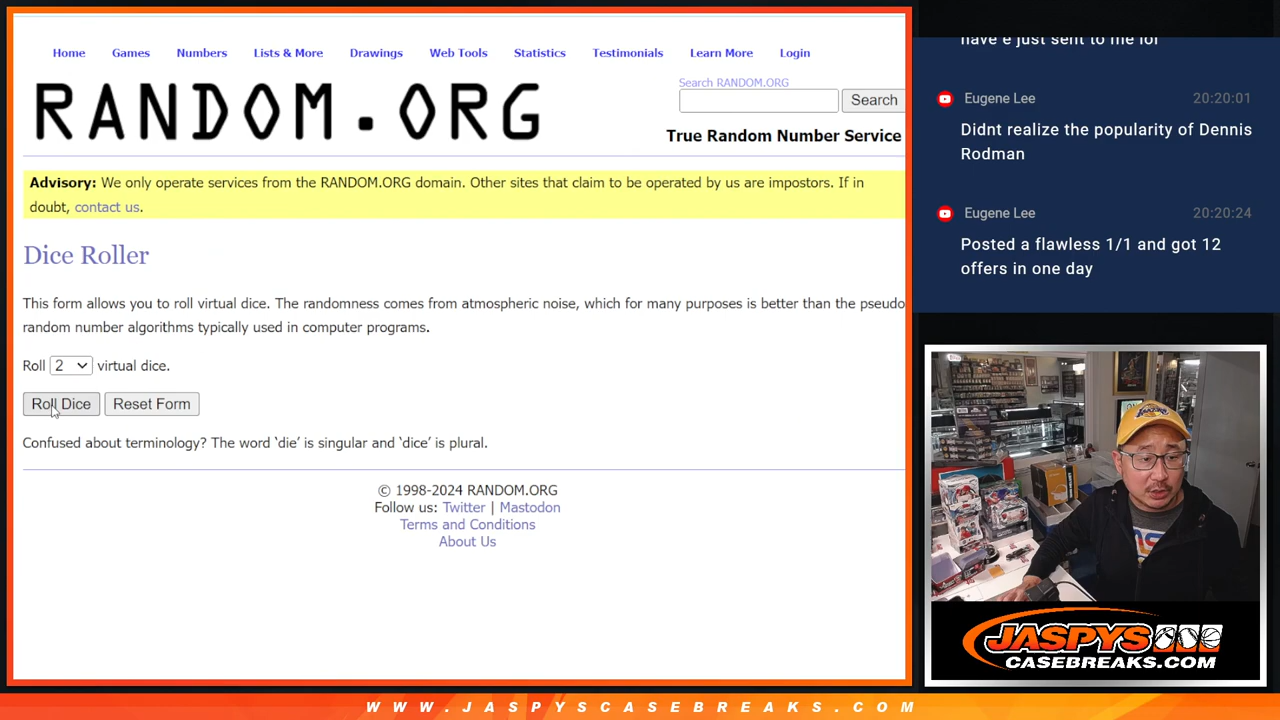 Home Games Numbers Lists & More Drawings Web Tools Statistics Testimonials Learn More Login
RANDOM.ORG
Search RANDOM.ORG
Search
True Random Number Service
Advisory: We only operate services from the RANDOM.ORG domain. Other sites that claim to be operated by us are impostors. If in
doubt, contact us.
Dice Roller
This form allows you to roll virtual dice. The randomness comes from atmospheric noise, which for many purposes is better than the pseudo
random number algorithms typically used in computer programs.
Roll 2 virtual dice.
Roll Dice Reset Form
Confused about terminology? The word ‘die’ is singular and ‘dice’ is plural.
© 1998-2024 RANDOM.ORG
Follow us: Twitter | Mastodon
Terms and Conditions
About Us
have e just sent to me lol
Eugene Lee 20:20:01
Didnt realize the popularity of Dennis
Rodman
Eugene Lee 20:20:24
Posted a flawless 1/1 and got 12
offers in one day
JASPYS
CASEBREAKS.COM
WWW.JASPYSCASEBREAKS.COM